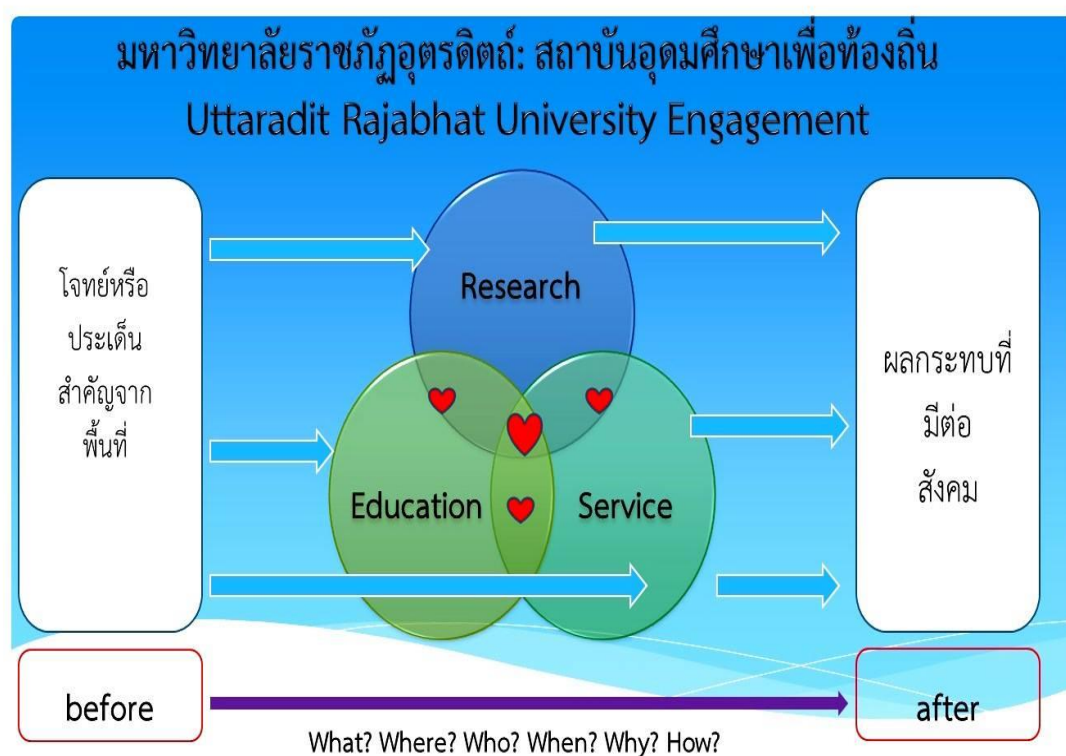 มหาวิทยาลัยราชภัฏอุตรดิตถ์: สถาบันอุดมศึกษาเพื่อท้องถิ่น
Uttaradit Rajabhat University Engagement
โจทย์หรือ
ประเด็น
สำคัญจาก
พื้นที่
Research
Education
Service
ผลกระทบที่
มีต่อ
สังคม
before
after
What? Where? Who? When? Why? How?